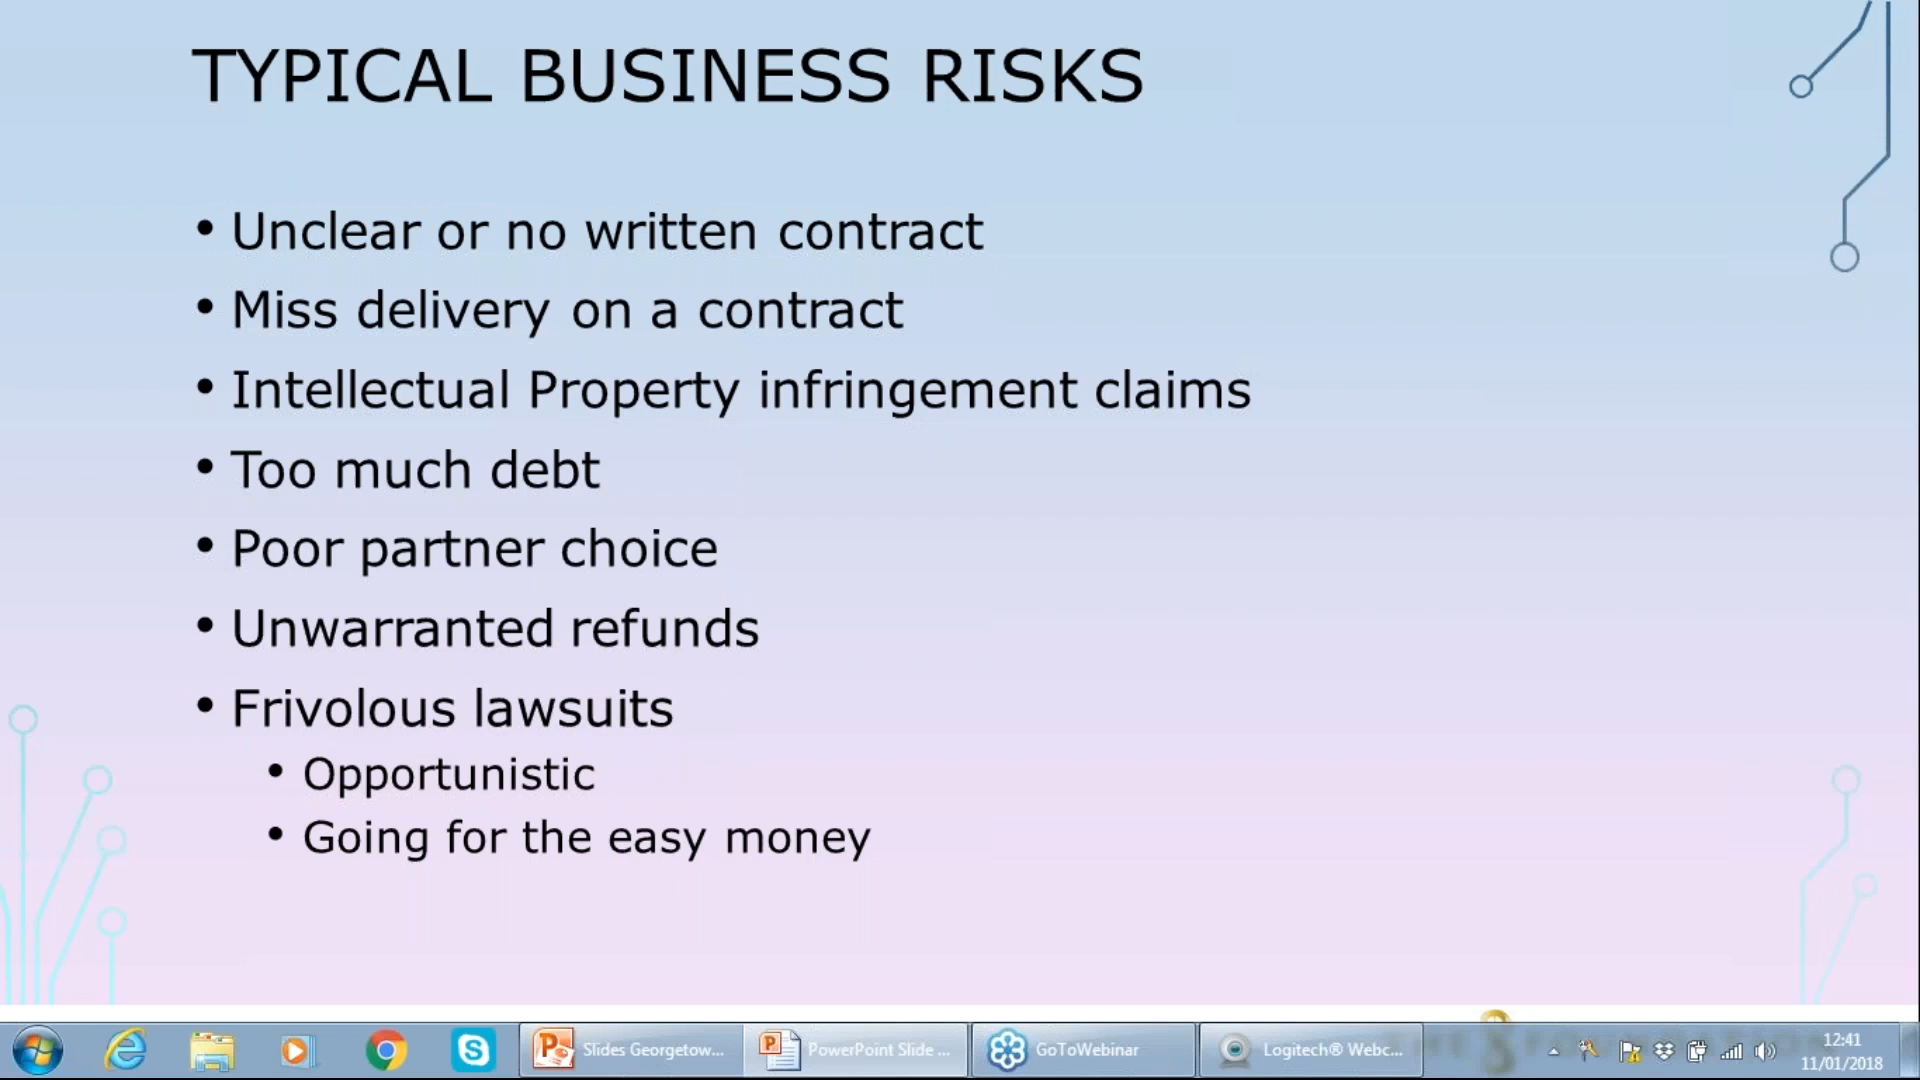 TYPICAL BUSINESS RISKS
• Unclear or no written contract
• Miss delivery on a contract
• Intellectual Property infringement claims
• Too much debt
• Poor partner choice
• Unwarranted refunds
• Frivolous lawsuits
• Opportunistic
• Going for the easy money
Slides Georgetow...
PowerPoint Slide ...
GoToWebinar
Logitech® Webc...
12:41
11/01/2018